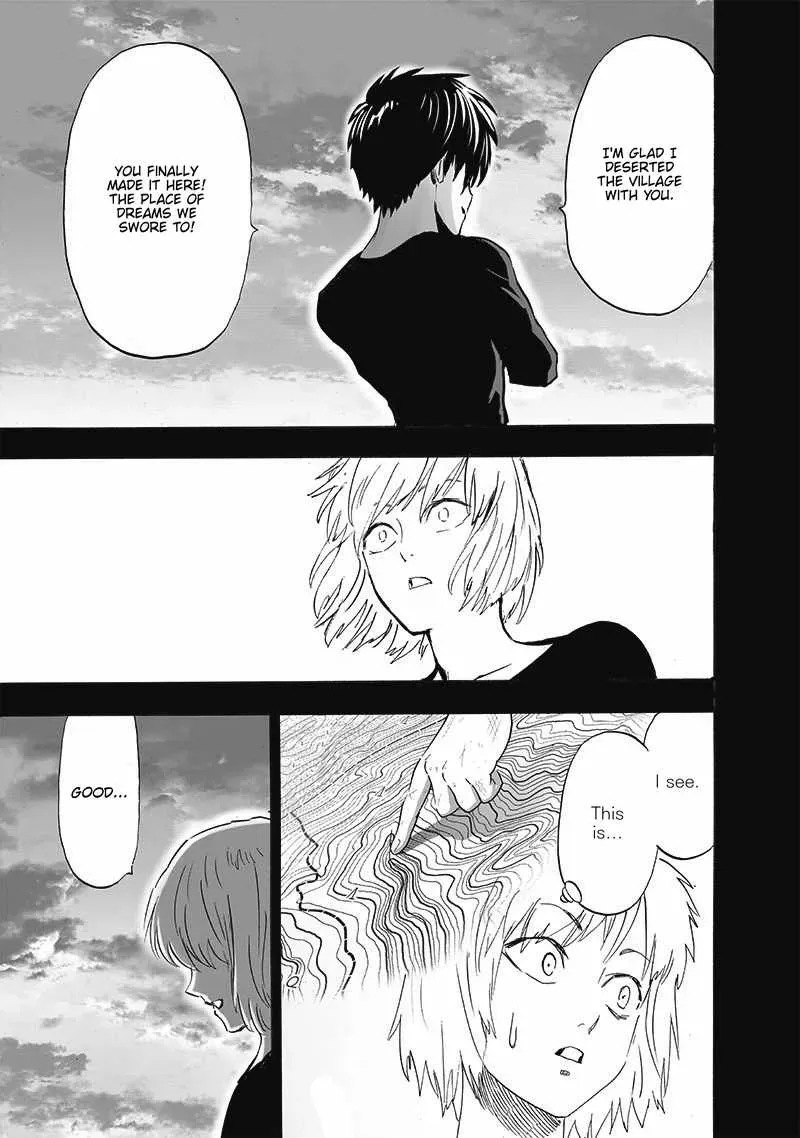 I'M GLAD I
DESERTED
THE VILLAGE
WITH YOU.
YOU FINALLY
MADE IT HERE!
THE PLACE OF
DREAMS WE
SWORE TO!
I see.
This
is...
GOOD...